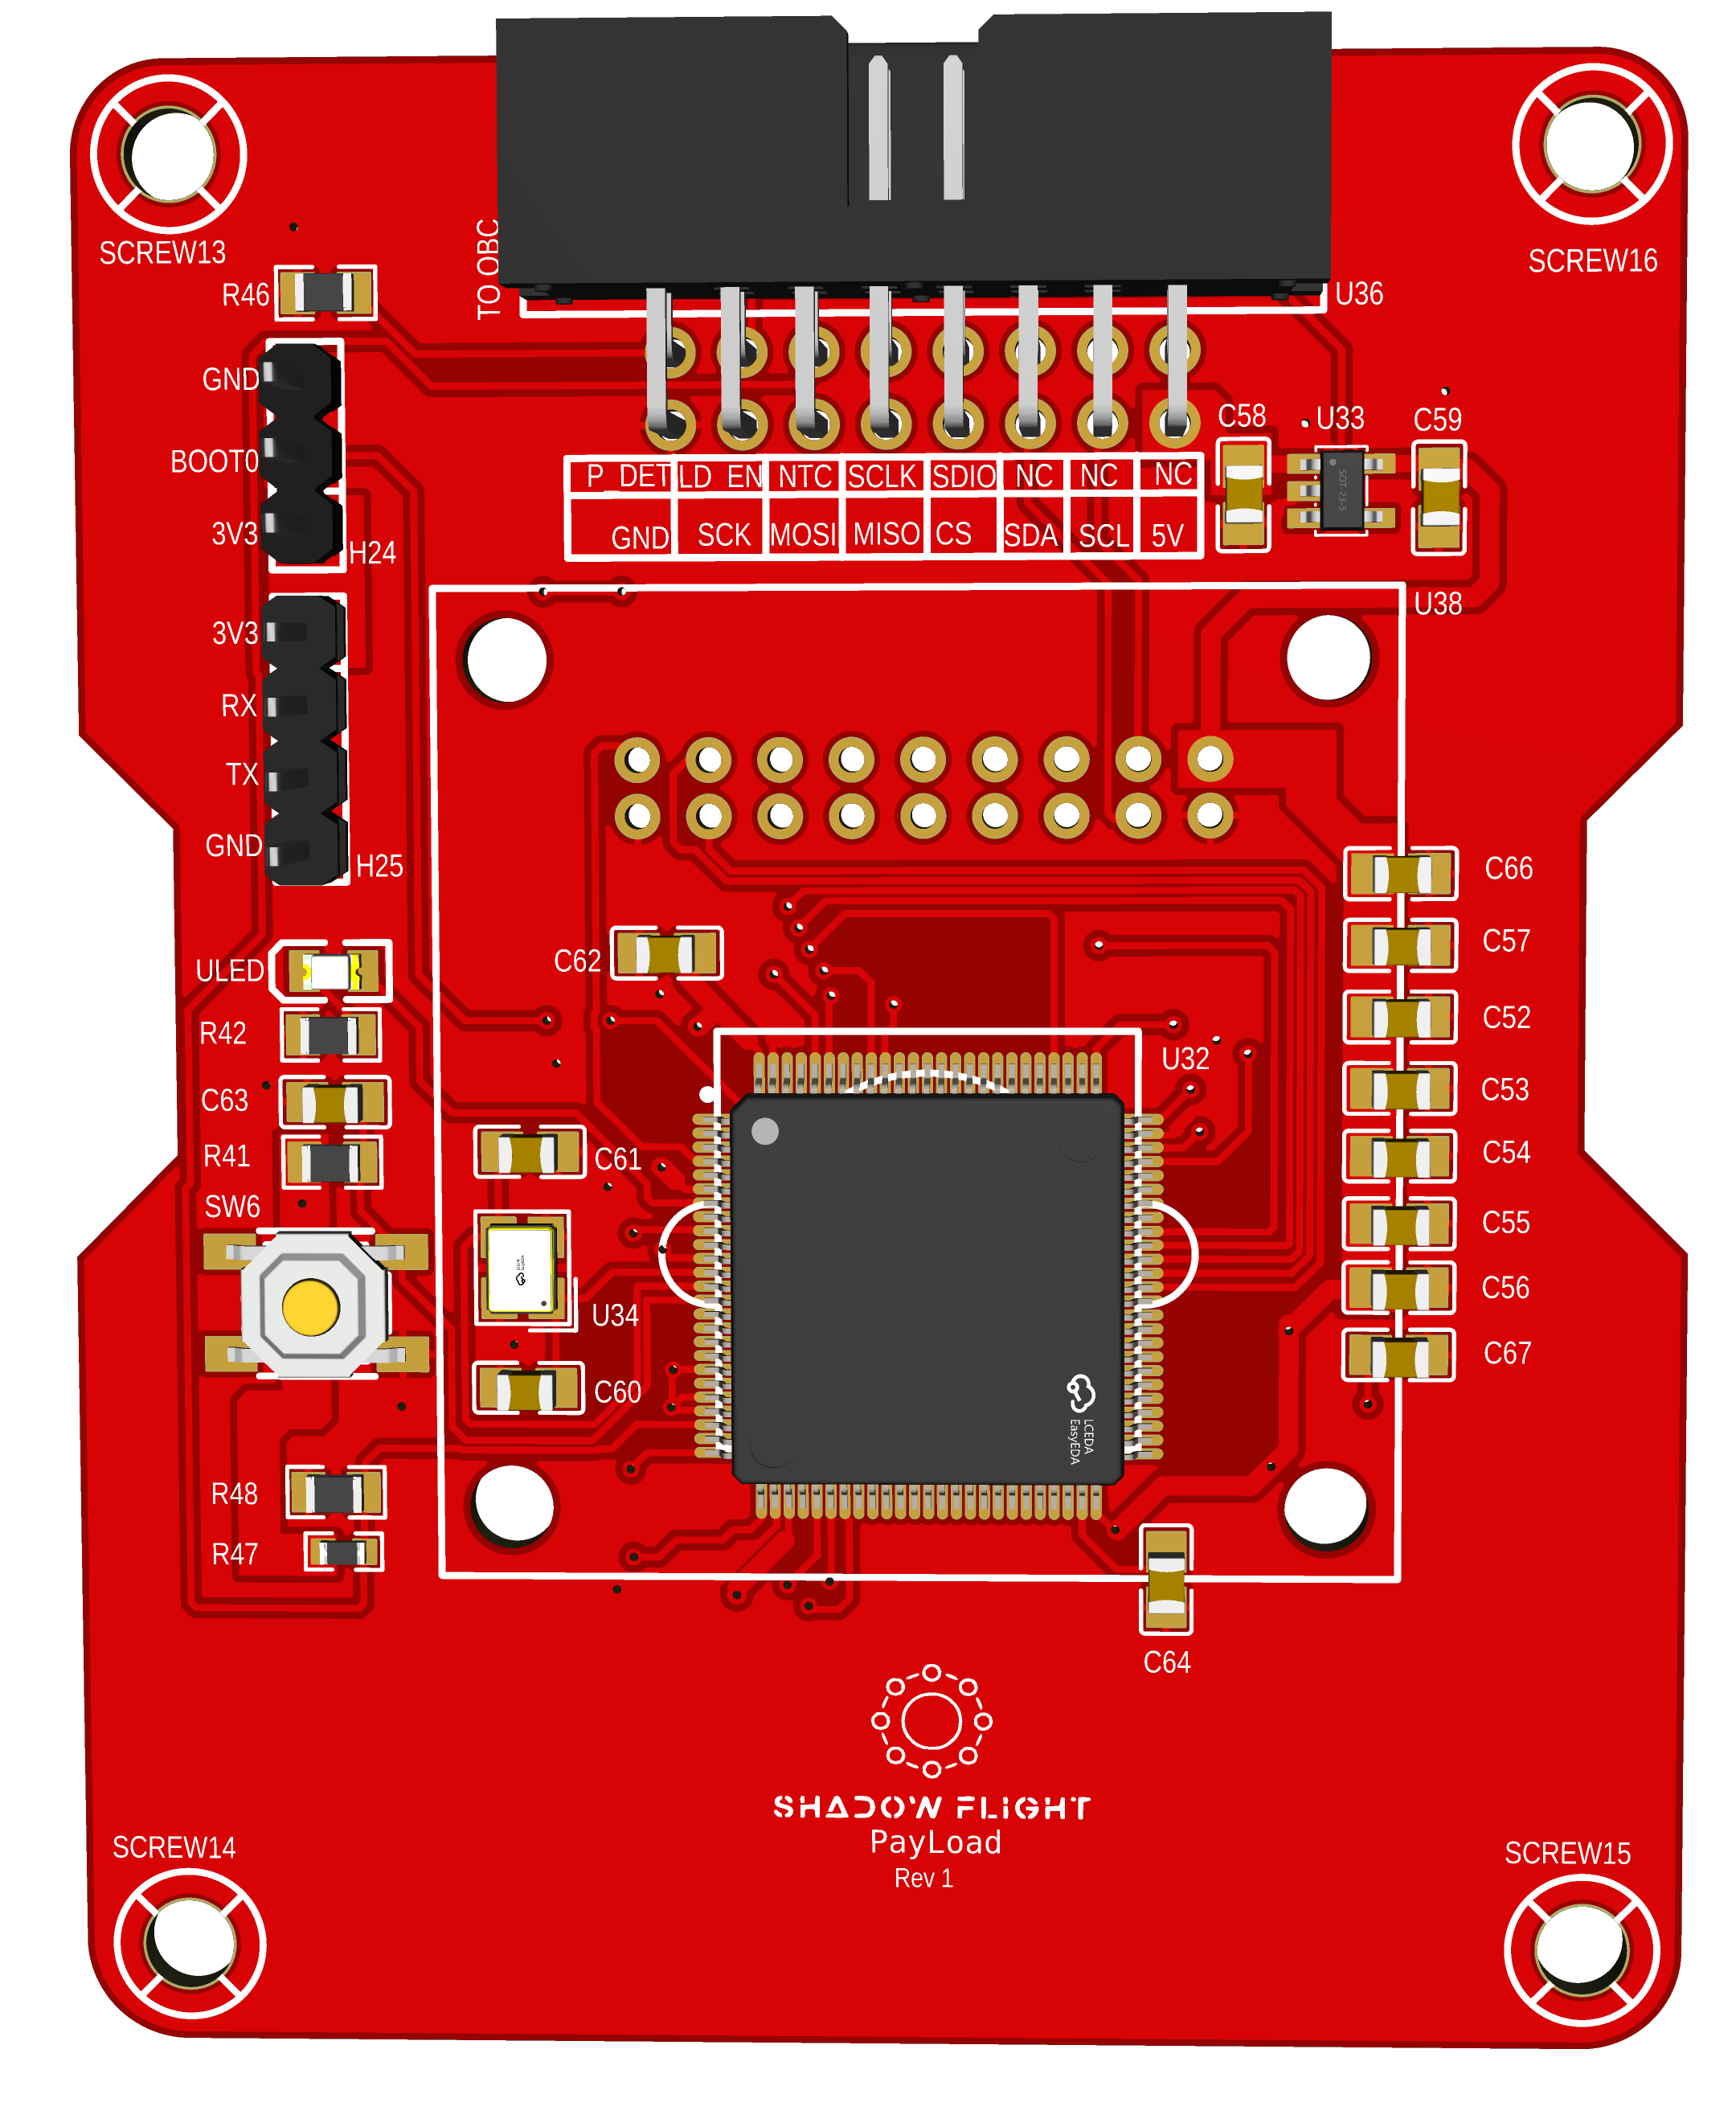 SCREW13
SCREW16
TO OBC
R46
U36
GND
BOOT0
3V3
H24
P_DET LD_EN NTC SCLK SDIO NC NC NC
GND SCK MOSI MISO CS SDA SCL 5V
C58
U33
C59
SOT-23-5
U38
3V3
RX
TX
GND
H25
C66
C57
C52
C53
C54
C55
C56
C67
C62
ULED
R42
C63
R41
SW6
U32
C61
U34
C60
LCEDA
EasyEDA
R48
R47
C64
SHADOW FLIGHT
PayLoad
Rev 1
SCREW14
SCREW15